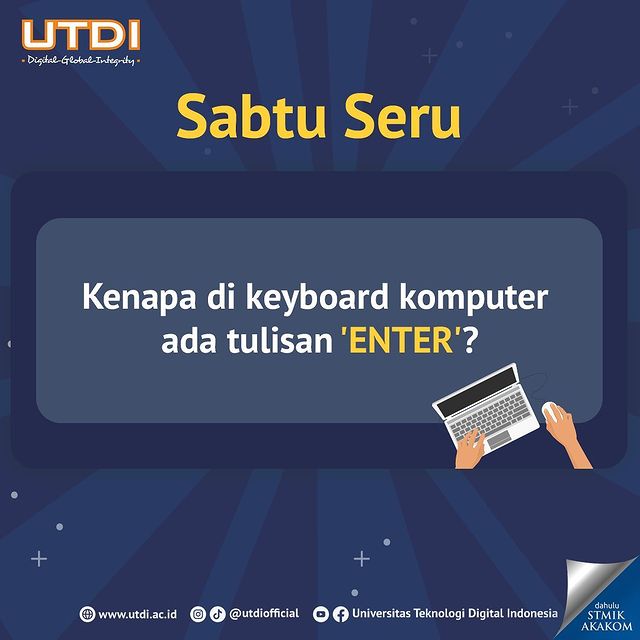 UTDI
Digital-Global-Integrity
Sabtu Seru
Kenapa di keyboard komputer
ada tulisan 'ENTER'?
www.utdi.ac.id @utdiofficial Universitas Teknologi Digital Indonesia
dahulu
STMIK
AKAKOM